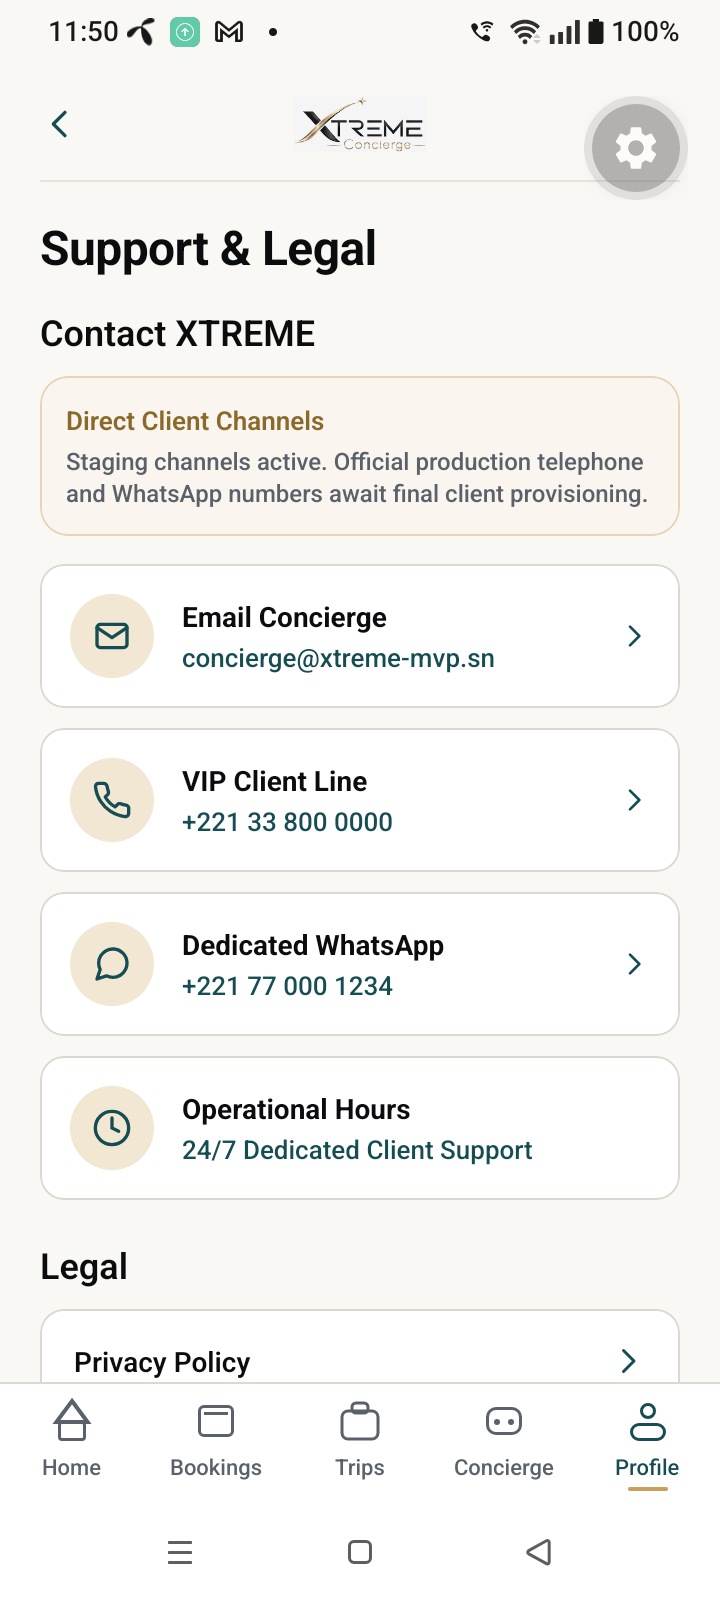 11:50
100%
XTREME
Concierge
Support & Legal
Contact XTREME
Direct Client Channels
Staging channels active. Official production telephone
and WhatsApp numbers await final client provisioning.
Email Concierge
concierge@xtreme-mvp.sn
VIP Client Line
+221 33 800 0000
Dedicated WhatsApp
+221 77 000 1234
Operational Hours
24/7 Dedicated Client Support
Legal
Privacy Policy
Home
Bookings
Trips
Concierge
Profile